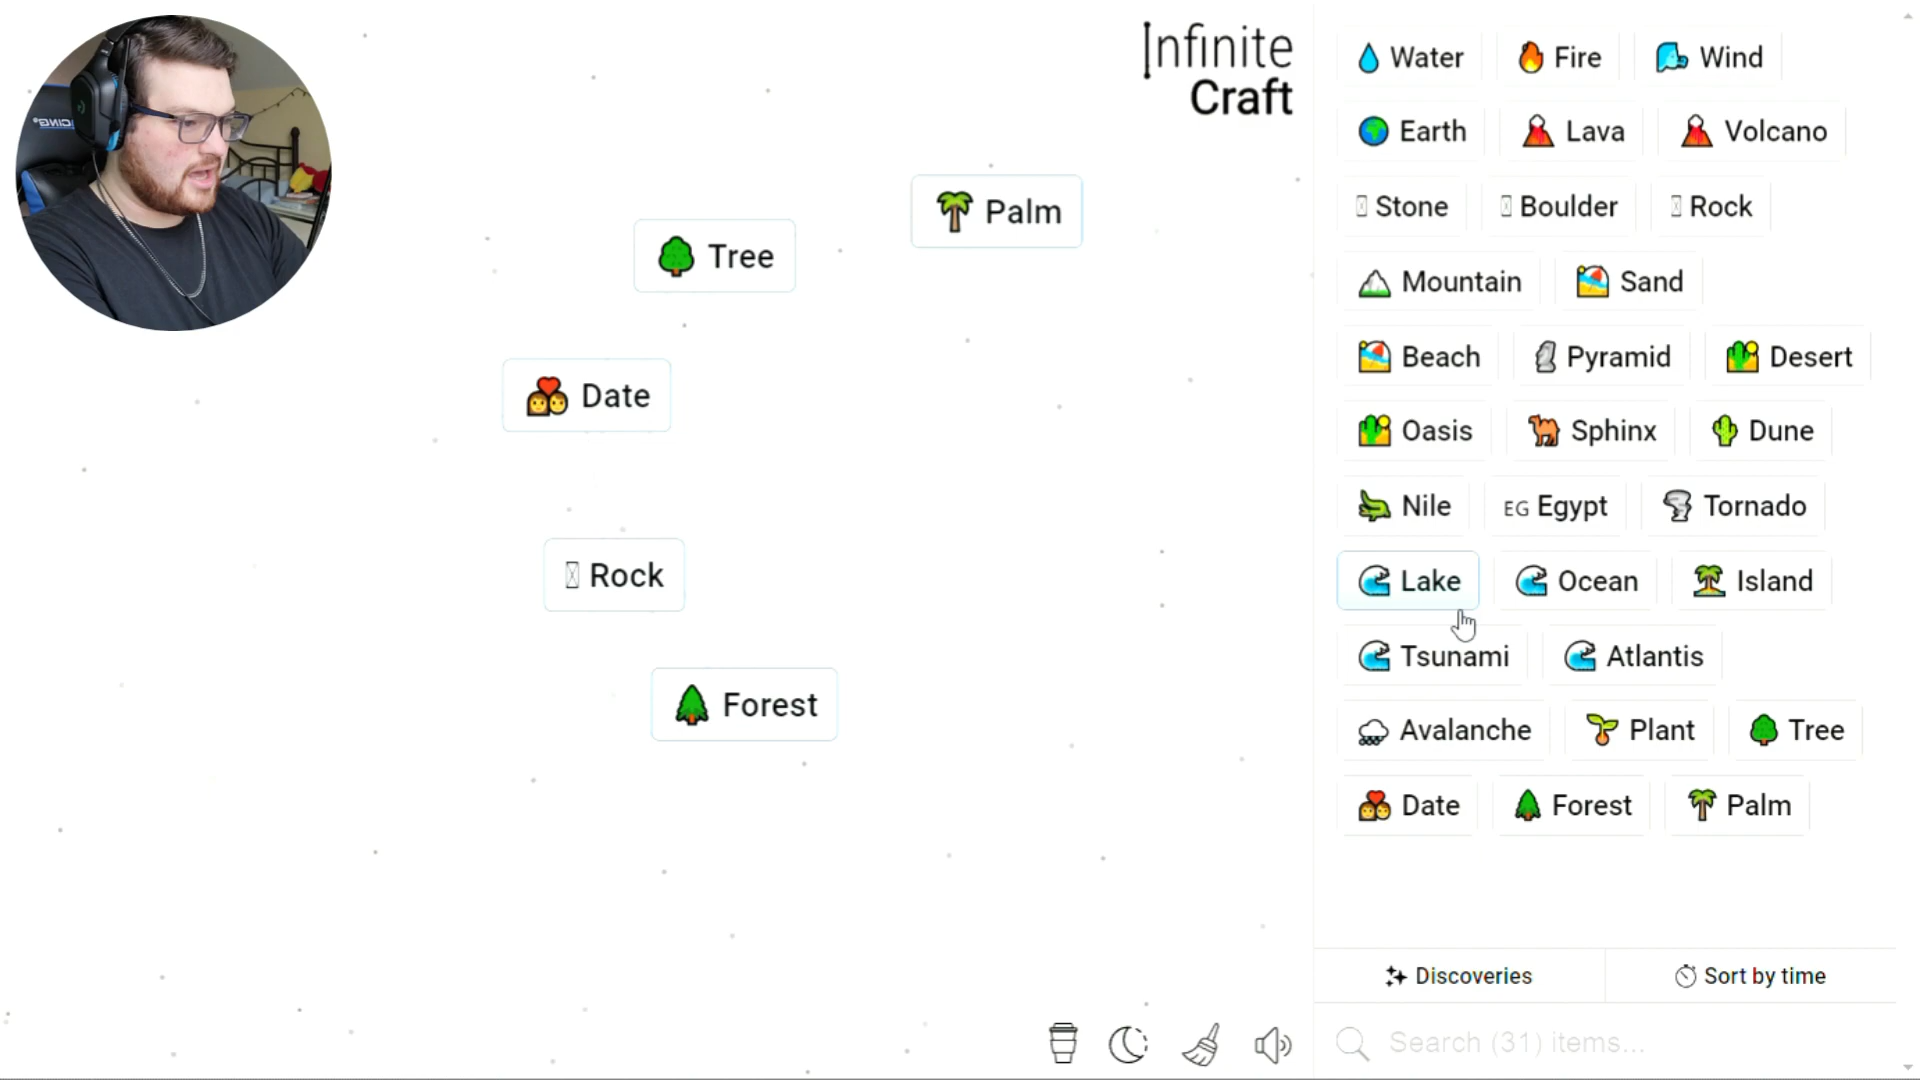 Infinite
Craft
Palm
Tree
Date
Rock
Forest
Water Fire Wind
Earth Lava Volcano
Stone Boulder Rock
Mountain Sand
Beach Pyramid Desert
Oasis Sphinx Dune
Nile EG Egypt Tornado
Lake Ocean Island
Tsunami Atlantis
Avalanche Plant Tree
Date Forest Palm
Discoveries Sort by time
Search (31) items...